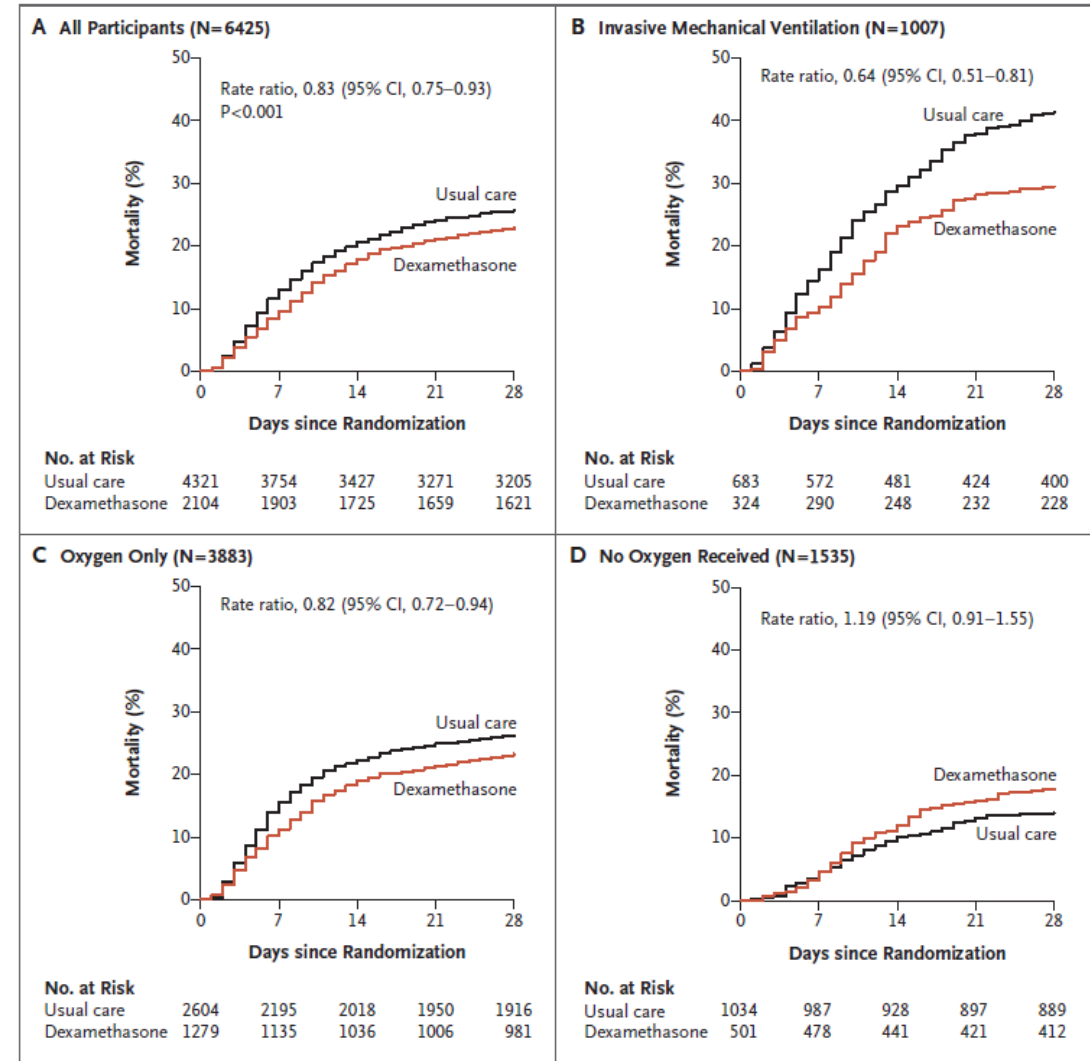 A All Participants (N=6425)
50
Rate ratio, 0.83 (95% CI, 0.75–0.93)
P<0.001
40
30
20
10
0
Mortality (%)
Usual care
Dexamethasone
0 7 14 21 28
Days since Randomization
No. at Risk
Usual care 4321 3754 3427 3271 3205
Dexamethasone 2104 1903 1725 1659 1621
B Invasive Mechanical Ventilation (N=1007)
50
Rate ratio, 0.64 (95% CI, 0.51–0.81)
40
30
20
10
0
Mortality (%)
Usual care
Dexamethasone
0 7 14 21 28
Days since Randomization
No. at Risk
Usual care 683 572 481 424 400
Dexamethasone 324 290 248 232 228
C Oxygen Only (N=3883)
50
Rate ratio, 0.82 (95% CI, 0.72–0.94)
40
30
20
10
0
Mortality (%)
Usual care
Dexamethasone
0 7 14 21 28
Days since Randomization
No. at Risk
Usual care 2604 2195 2018 1950 1916
Dexamethasone 1279 1135 1036 1006 981
D No Oxygen Received (N=1535)
50
Rate ratio, 1.19 (95% CI, 0.91–1.55)
40
30
20
10
0
Mortality (%)
Dexamethasone
Usual care
0 7 14 21 28
Days since Randomization
No. at Risk
Usual care 1034 987 928 897 889
Dexamethasone 501 478 441 421 412